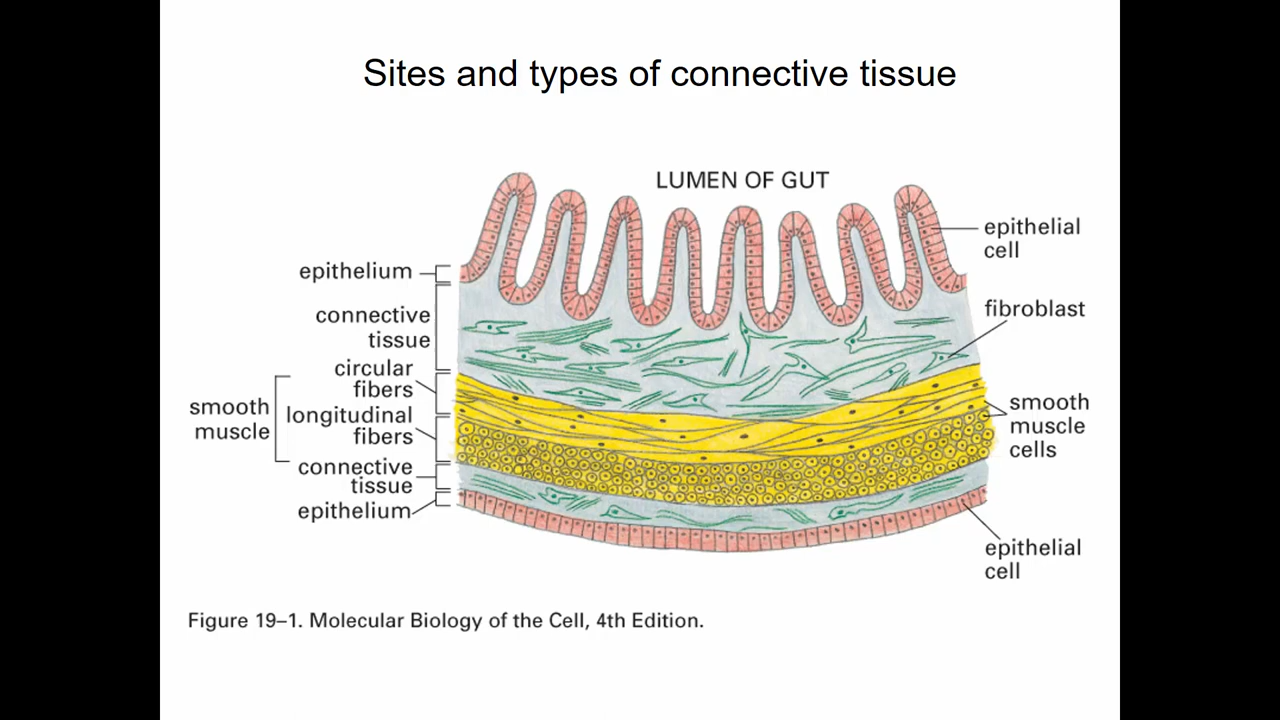 Sites and types of connective tissue
LUMEN OF GUT
epithelial
cell
epithelium
fibroblast
connective
tissue
circular
fibers
smooth
muscle
longitudinal
fibers
smooth
muscle
cells
connective
tissue
epithelium
epithelial
cell
Figure 19–1. Molecular Biology of the Cell, 4th Edition.